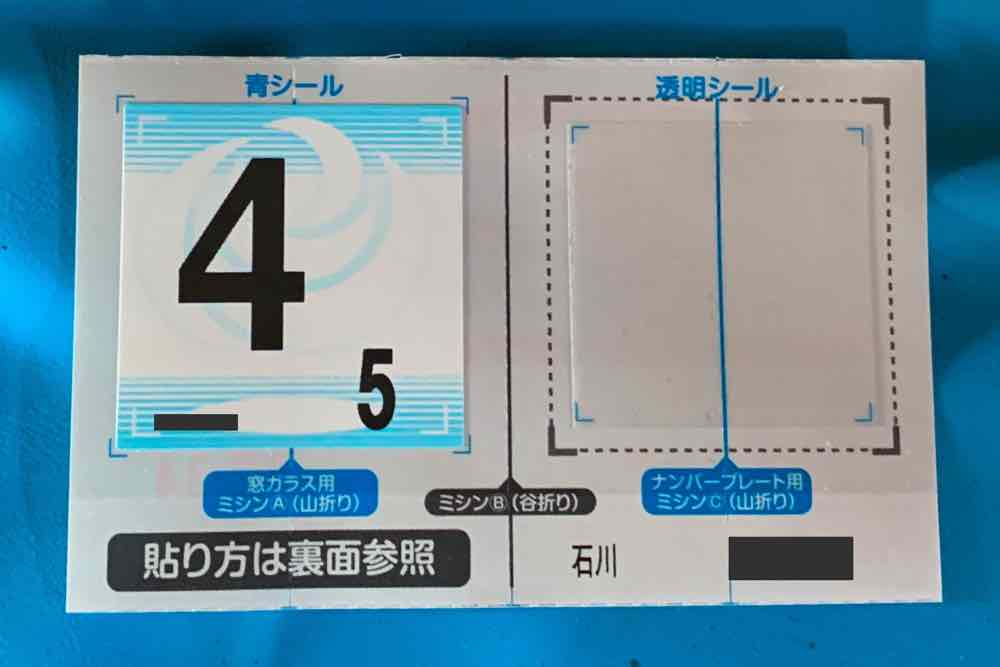 青シール
透明シール
4
5
窓ガラス用
ミシンA(山折り)
ミシンⒷ(谷折り)
ナンバープレート用
ミシンC(山折り)
貼り方は裏面参照
石川